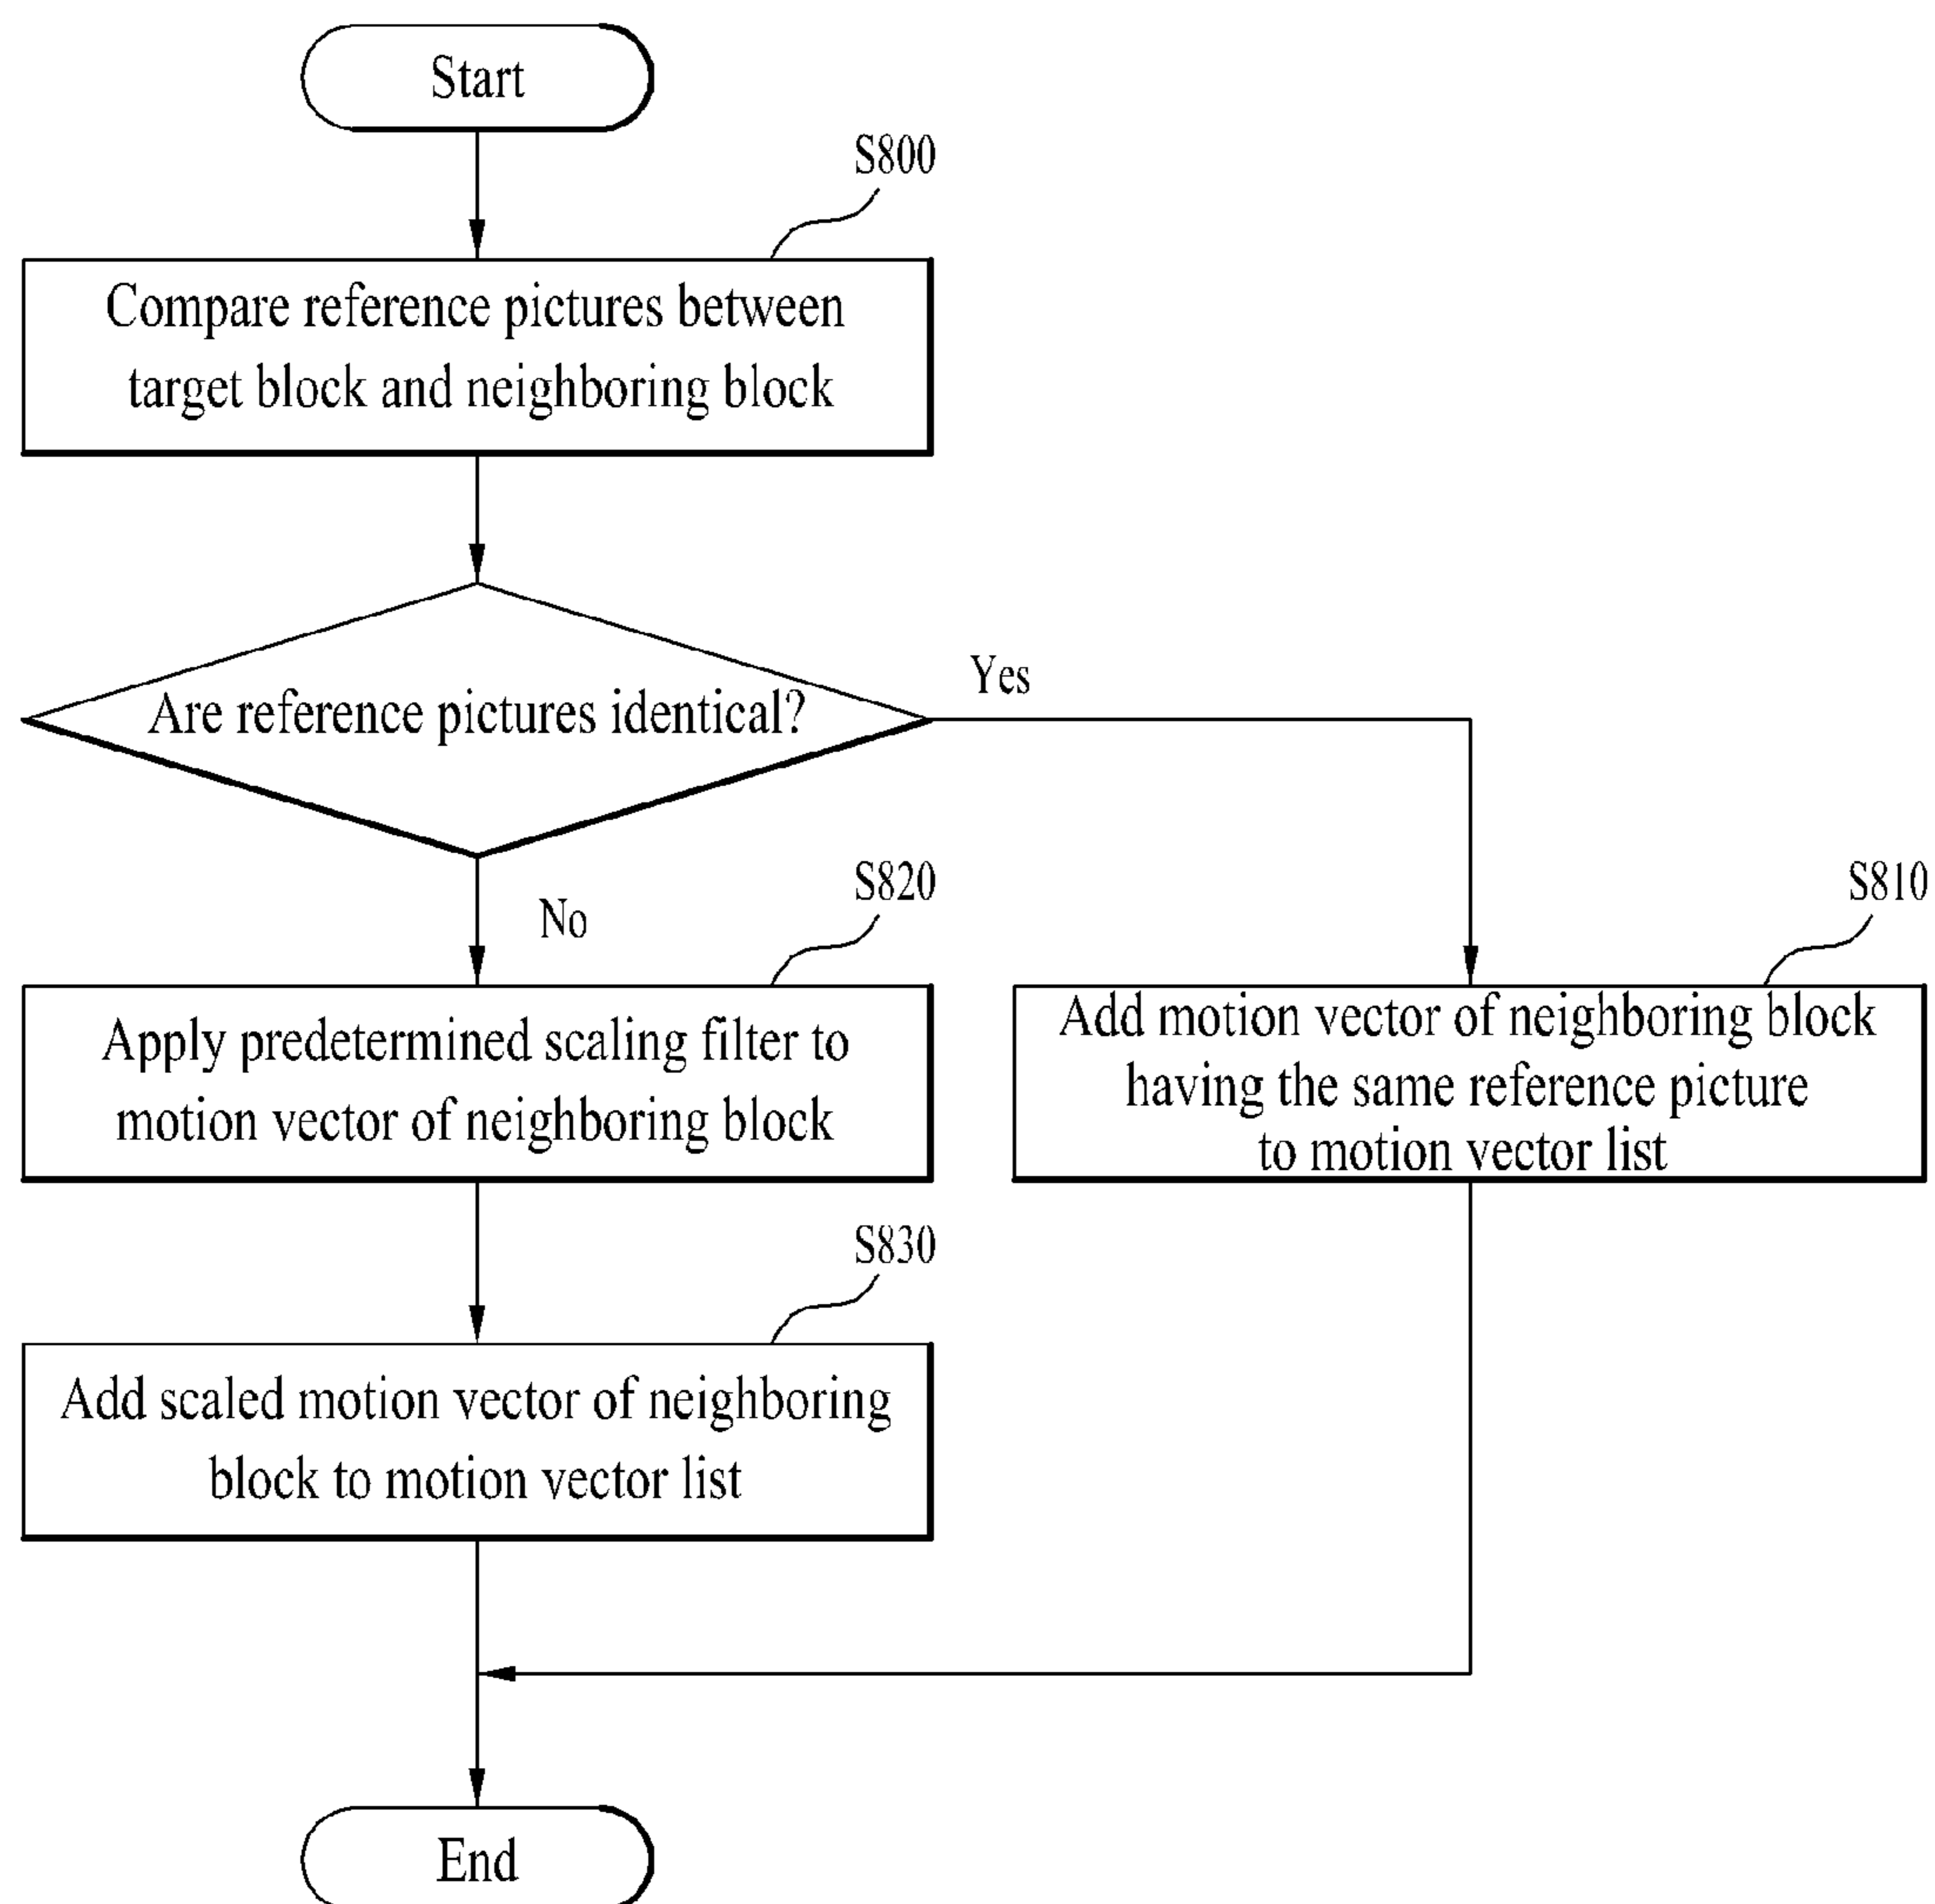 Start
S800
Compare reference pictures between
target block and neighboring block
Are reference pictures identical?
Yes
No
S820
S810
Apply predetermined scaling filter to
motion vector of neighboring block
Add motion vector of neighboring block
having the same reference picture
to motion vector list
S830
Add scaled motion vector of neighboring
block to motion vector list
End